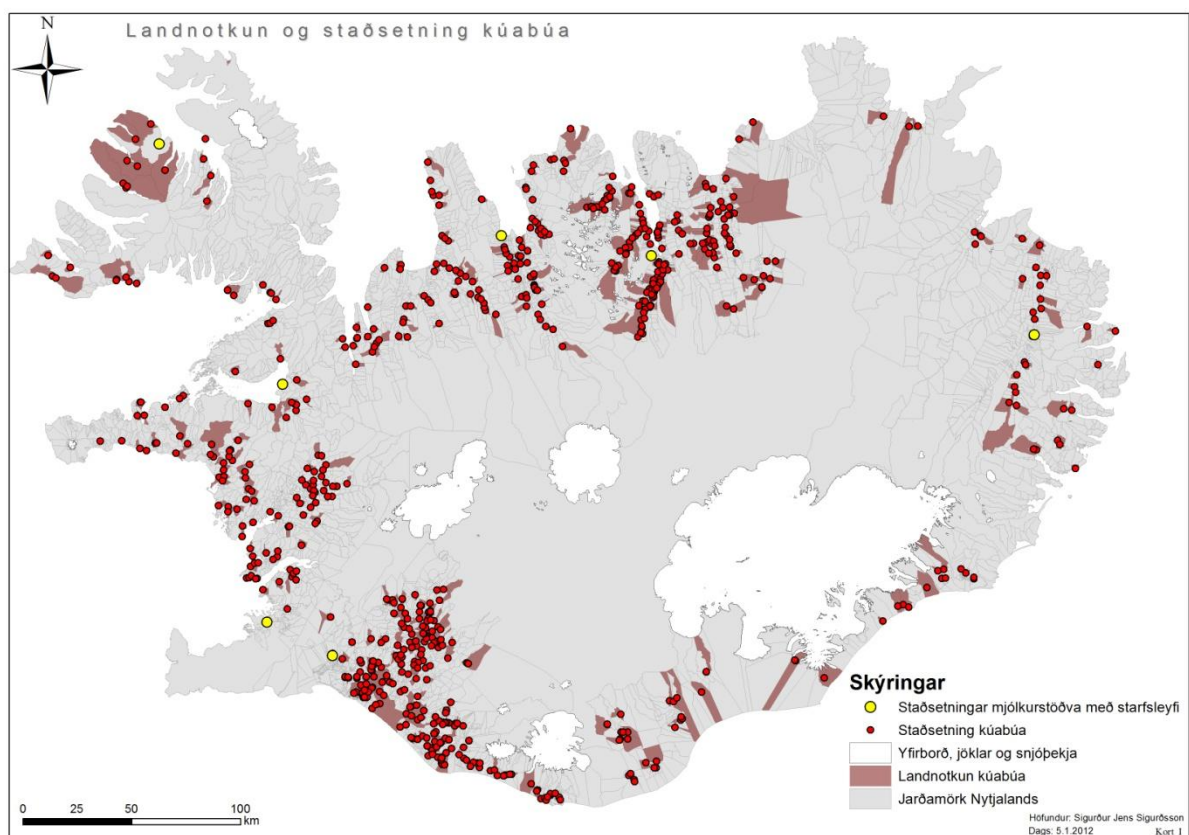 N
Landnotkun og staðsetning kúabúa
Skýringar
Staðsetningar mjólkurstöðva með starfsleyfi
Staðsetning kúabúa
Yfirborð, jöklar og snjóþekja
Landnotkun kúabúa
Jarðamörk Nytjalands
0 25 50 100
km
Höfundur: Sigurður Jens Sigurðsson
Dags: 5.1.2012 Kort 1